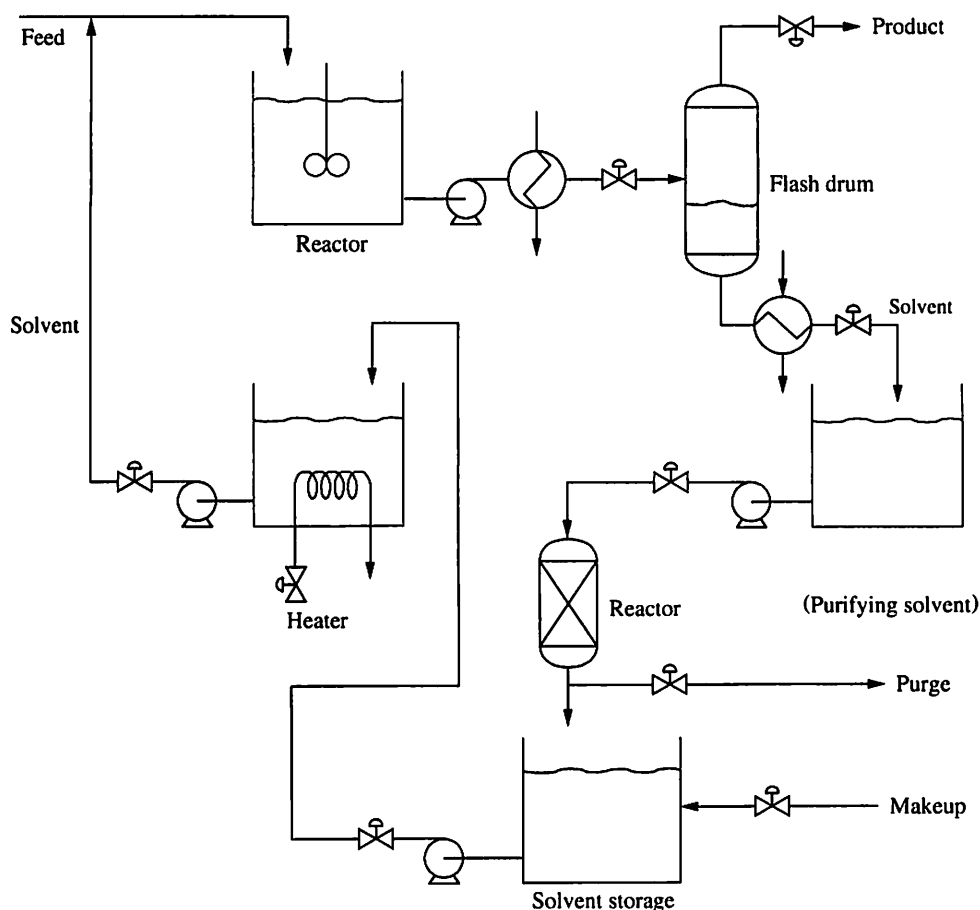 Feed
Product
Flash drum
Reactor
Solvent
Solvent
Heater
Reactor
(Purifying solvent)
Purge
Makeup
Solvent storage